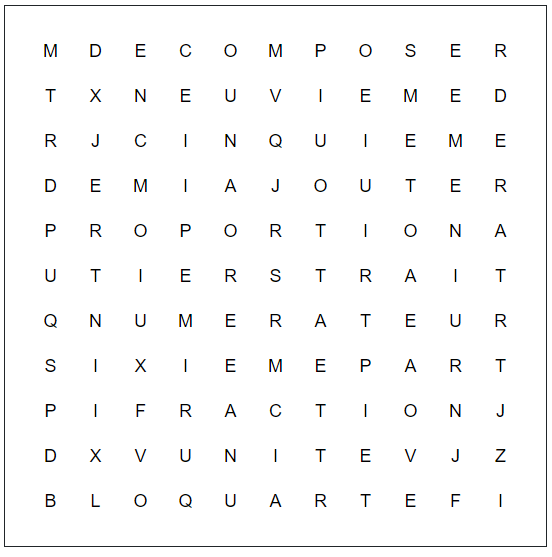 M D E C O M P O S E R
T X N E U V I E M E D
R J C I N Q U I E M E
D E M I A J O U T E R
P R O P O R T I O N A
U T I E R S T R A I T
Q N U M E R A T E U R
S I X I E M E P A R T
P I F R A C T I O N J
D X V U N I T E V J Z
B L O Q U A R T E F I